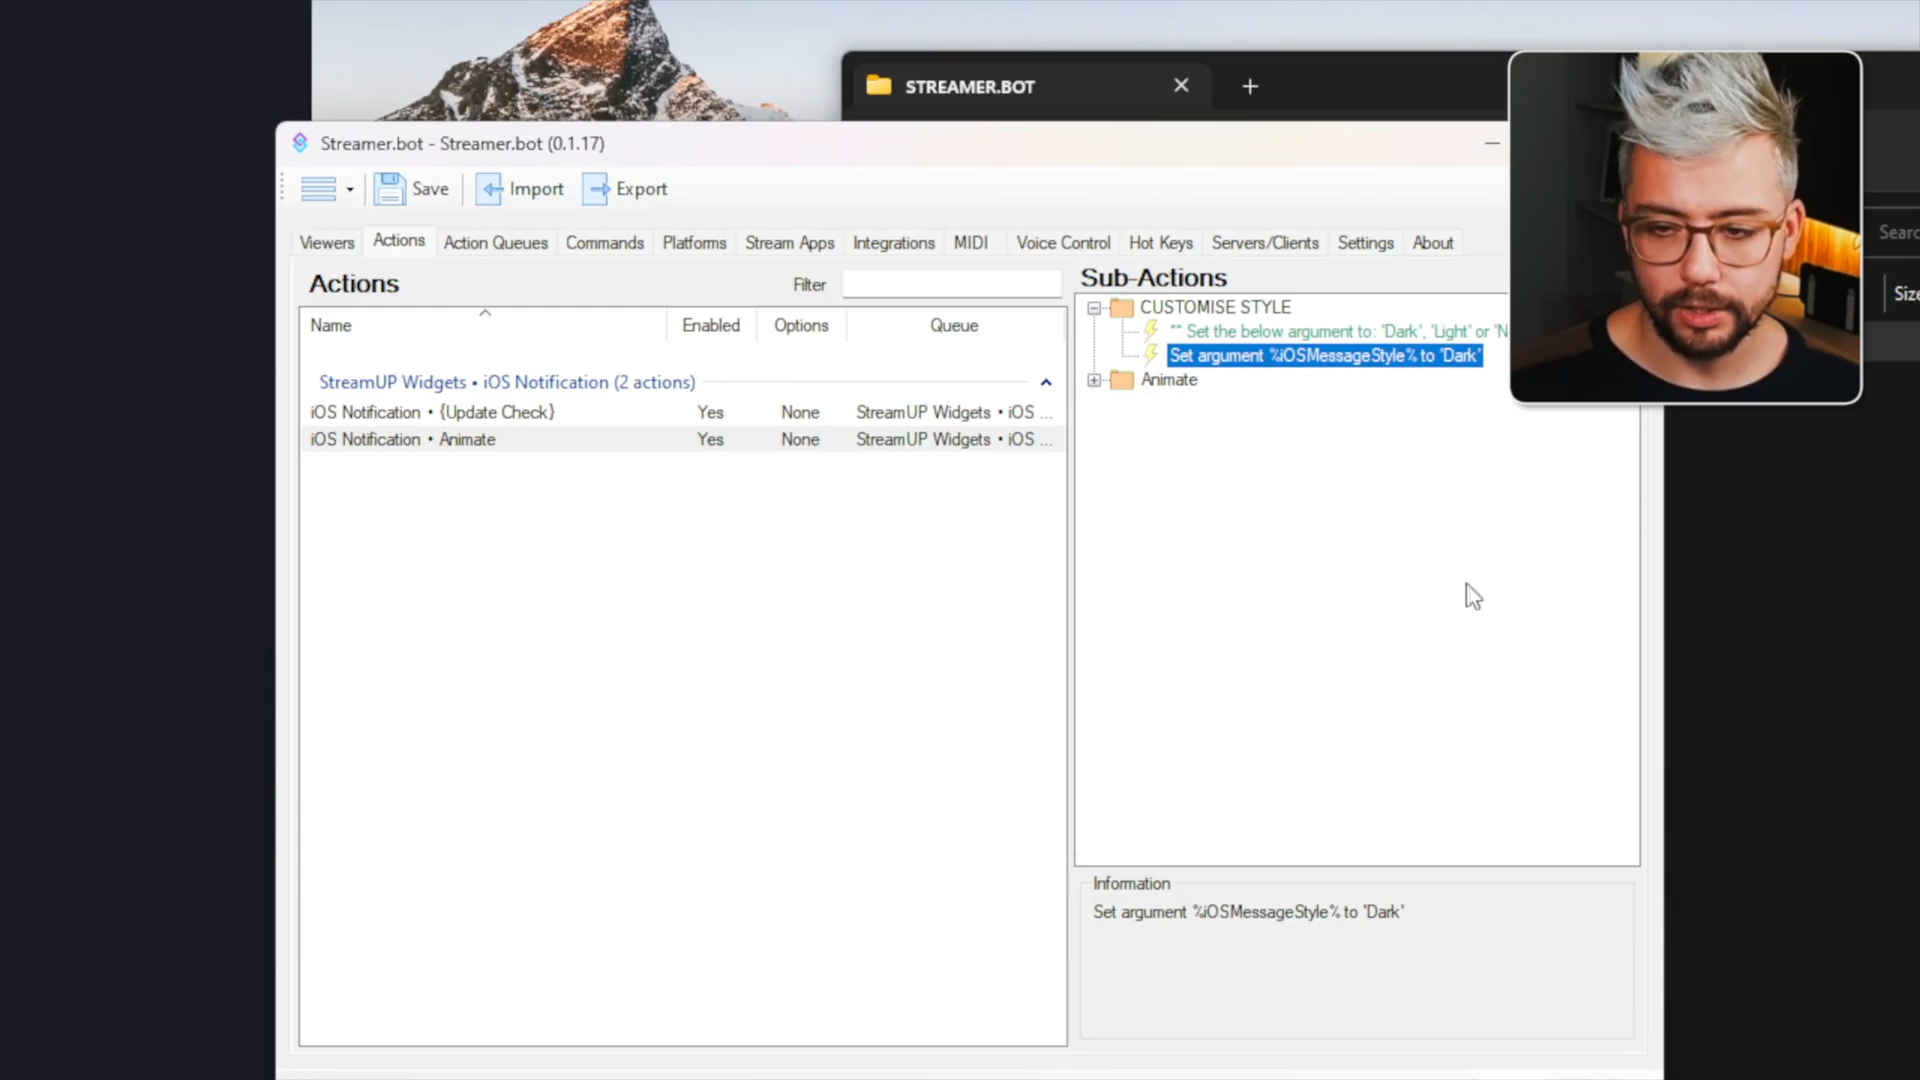 STREAMER.BOT
Streamer.bot - Streamer.bot (0.1.17)
Save Import Export
Searc
Viewers Actions Action Queues Commands Platforms Stream Apps Integrations MIDI Voice Control Hot Keys Servers/Clients Settings About
Actions Filter
Sub-Actions
Size
Name Enabled Options Queue
CUSTOMISE STYLE
** Set the below argument to: 'Dark', 'Light' or 'N
Set argument %iOSMessageStyle% to 'Dark'
Animate
StreamUP Widgets • iOS Notification (2 actions)
iOS Notification • {Update Check} Yes None StreamUP Widgets • iOS ...
iOS Notification • Animate Yes None StreamUP Widgets • iOS ...
Information
Set argument %iOSMessageStyle% to 'Dark'